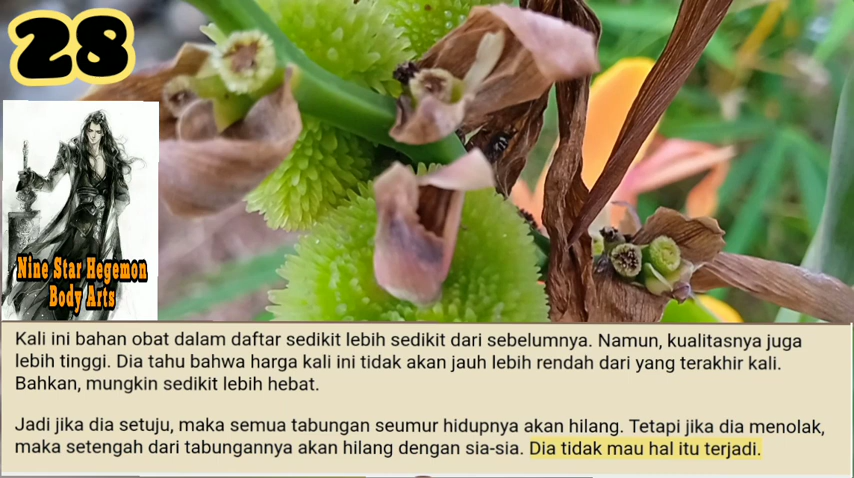 28
Nine Star Hegemon
Body Arts
Kali ini bahan obat dalam daftar sedikit lebih sedikit dari sebelumnya. Namun, kualitasnya juga
lebih tinggi. Dia tahu bahwa harga kali ini tidak akan jauh lebih rendah dari yang terakhir kali.
Bahkan, mungkin sedikit lebih hebat.
Jadi jika dia setuju, maka semua tabungan seumur hidupnya akan hilang. Tetapi jika dia menolak,
maka setengah dari tabungannya akan hilang dengan sia-sia. Dia tidak mau hal itu terjadi.